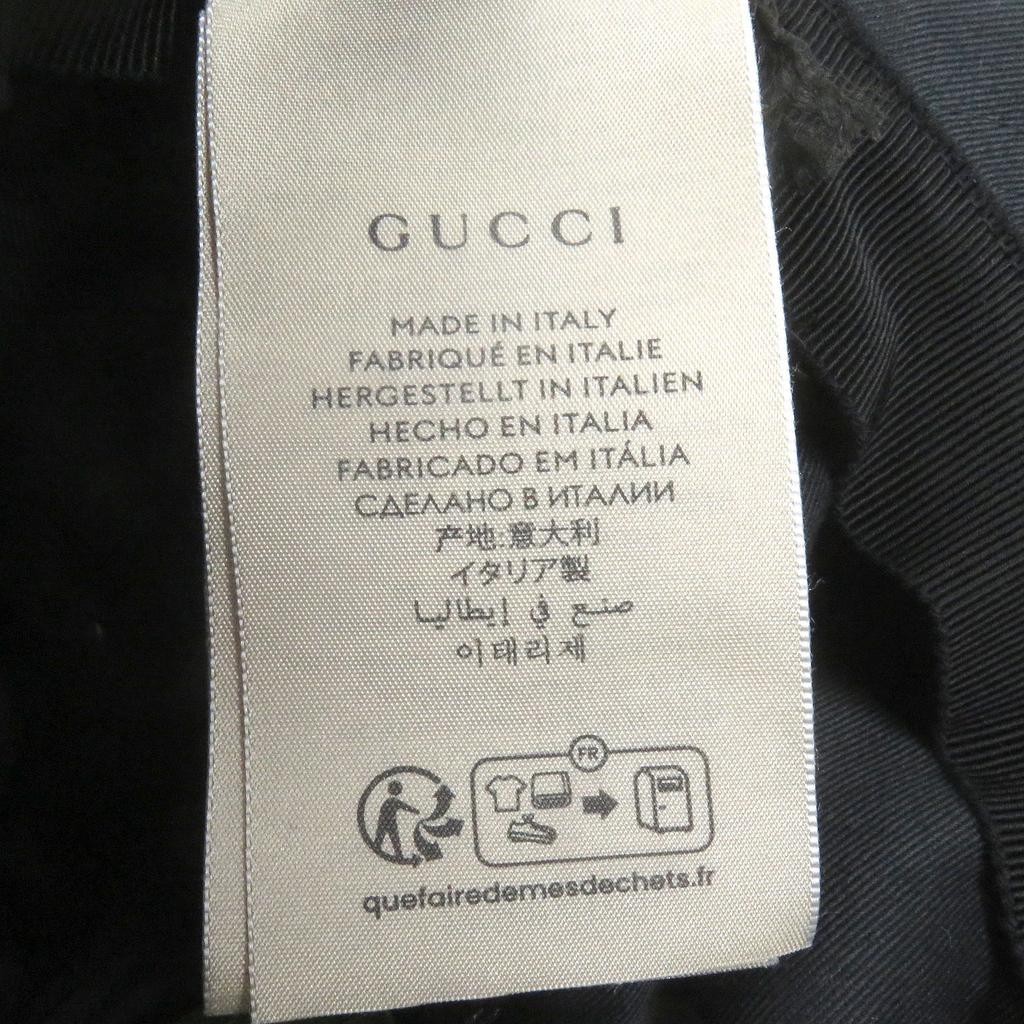 GUCCI
MADE IN ITALY
FABRIQUÉ EN ITALIE
HERGESTELLT IN ITALIEN
HECHO EN ITALIA
FABRICADO EM ITÁLIA
СДЕЛАНО В ИТАЛИИ
产地:意大利
イタリア製
صنع في إيطاليا
이태리제
FR
quefairedemesdechets.fr